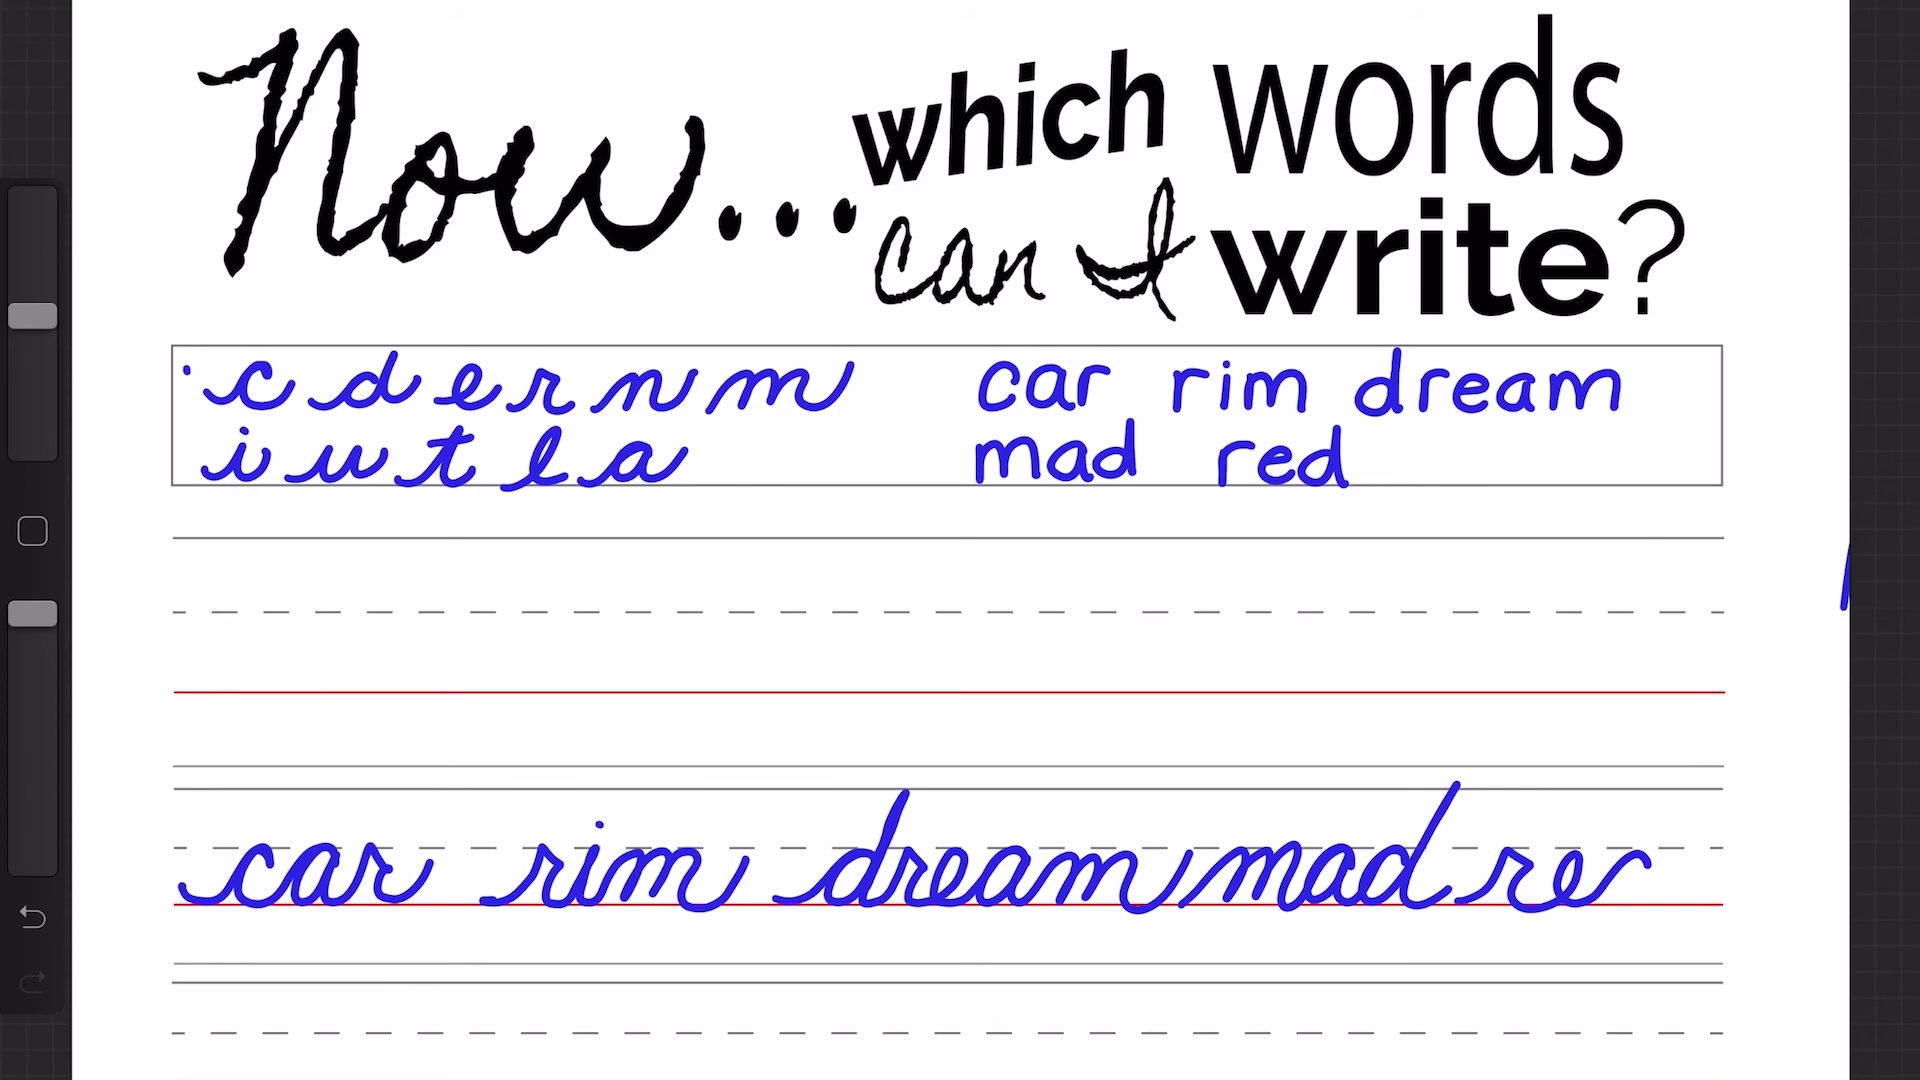 Now... which words
can I write?
c d e r n m car rim dream
i u t l a mad red
car rim dream mad re